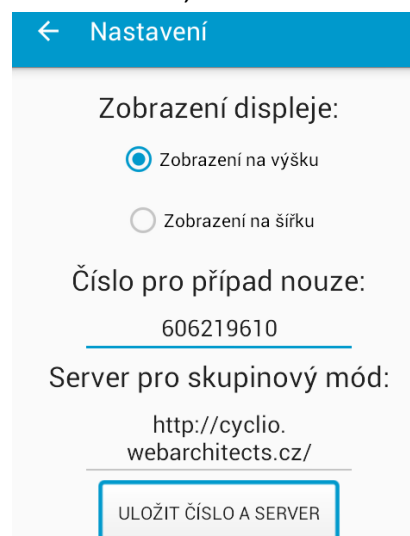 Nastavení
Zobrazení displeje:
Zobrazení na výšku
Zobrazení na šířku
Číslo pro případ nouze:
606219610
Server pro skupinový mód:
http://cyclio.
webarchitects.cz/
ULOŽIT ČÍSLO A SERVER